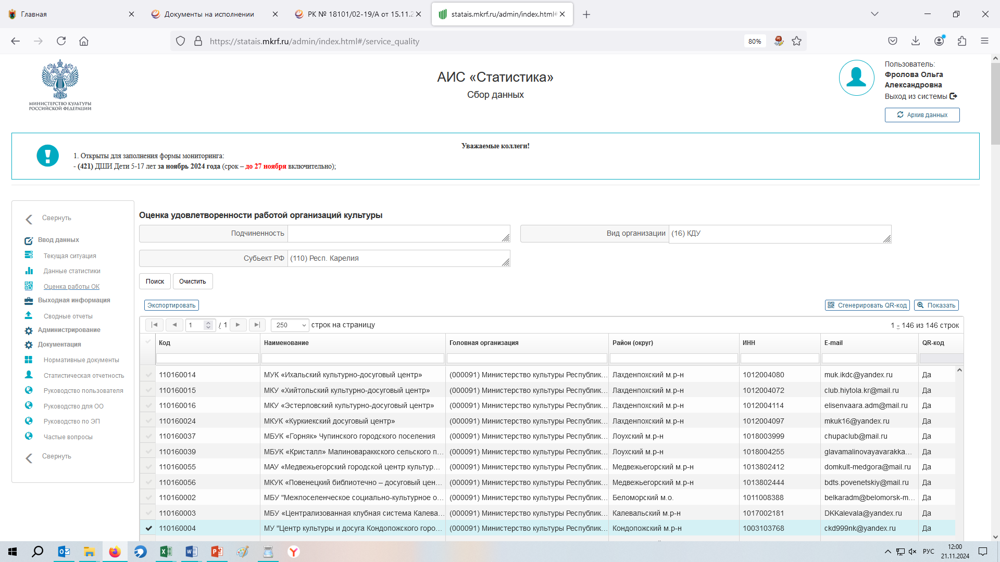 Главная
Документы на исполнении
РК № 18101/02-19/А от 15.11.2
statais.mkrf.ru/admin/index.html#
https://statais.mkrf.ru/admin/index.html#/service_quality
80%
МИНИСТЕРСТВО КУЛЬТУРЫ
РОССИЙСКОЙ ФЕДЕРАЦИИ
АИС «Статистика»
Сбор данных
Пользователь:
Фролова Ольга
Александровна
Выход из системы
Архив данных
Уважаемые коллеги!
1. Открыты для заполнения формы мониторинга:
- (421) ДШИ Дети 5-17 лет за ноябрь 2024 года (срок – до 27 ноября включительно);
Свернуть
Ввод данных
Текущая ситуация
Данные статистики
Оценка работы ОК
Выходная информация
Сводные отчеты
Администрирование
Документация
Нормативные документы
Статистическая отчетность
Руководство пользователя
Руководство для ОО
Руководство по ЭП
Частые вопросы
Свернуть
Оценка удовлетворенности работой организаций культуры
Подчиненность
Вид организации (16) КДУ
Субьект РФ (110) Респ. Карелия
Поиск Очистить
Экспортировать
Сгенерировать QR-код Показать
1 / 1 250 строк на страницу 1 - 146 из 146 строк
Код Наименование Головная организация Район (округ) ИНН E-mail QR-код
110160014 МУК «Ихальский культурно-досуговый центр» (000091) Министерство культуры Республик... Лахденпохский м.р-н 1012004080 muk.ikdc@yandex.ru Да
110160015 МКУ «Хийтольский культурно-досуговый центр» (000091) Министерство культуры Республик... Лахденпохский м.р-н 1012004072 club.hiytola.kr@mail.ru Да
110160016 МКУ «Эстерловский культурно-досуговый центр» (000091) Министерство культуры Республик... Лахденпохский м.р-н 1012004114 elisenvaara.adm@mail.ru Да
110160024 МКУК «Куркиекский досуговый центр» (000091) Министерство культуры Республик... Лахденпохский м.р-н 1012004097 mkuk16@yandex.ru Да
110160037 МБУК «Горняк» Чупинского городского поселения (000091) Министерство культуры Республик... Лоухский м.р-н 1018003999 chupaclub@mail.ru Да
110160039 МБУК «Кристалл» Малиновараккского сельского п... (000091) Министерство культуры Республик... Лоухский м.р-н 1018004255 glavamalinovayavarakka... Да
110160055 МАУ «Медвежьегорский городской центр культур... (000091) Министерство культуры Республик... Медвежьегорский м.р-н 1013802412 domkult-medgora@mail.ru Да
110160056 МКУК «Повенецкий библиотечно – досуговый цен... (000091) Министерство культуры Республик... Медвежьегорский м.р-н 1013802444 bdts.povenetskiy@mail.ru Да
110160002 МБУ "Межпоселенческое социально-культурное о... (000091) Министерство культуры Республик... Беломорский м.о. 1011008388 belkaradm@belomorsk-m... Да
110160003 МБУ «Централизованная клубная система Калева... (000091) Министерство культуры Республик... Калевальский м.р-н 1017002181 DKKalevala@yandex.ru Да
110160004 МУ "Центр культуры и досуга Кондопожского горо... (000091) Министерство культуры Республик... Кондопожский м.р-н 1003103768 ckd999nk@yandex.ru Да
РУС
12:00
21.11.2024